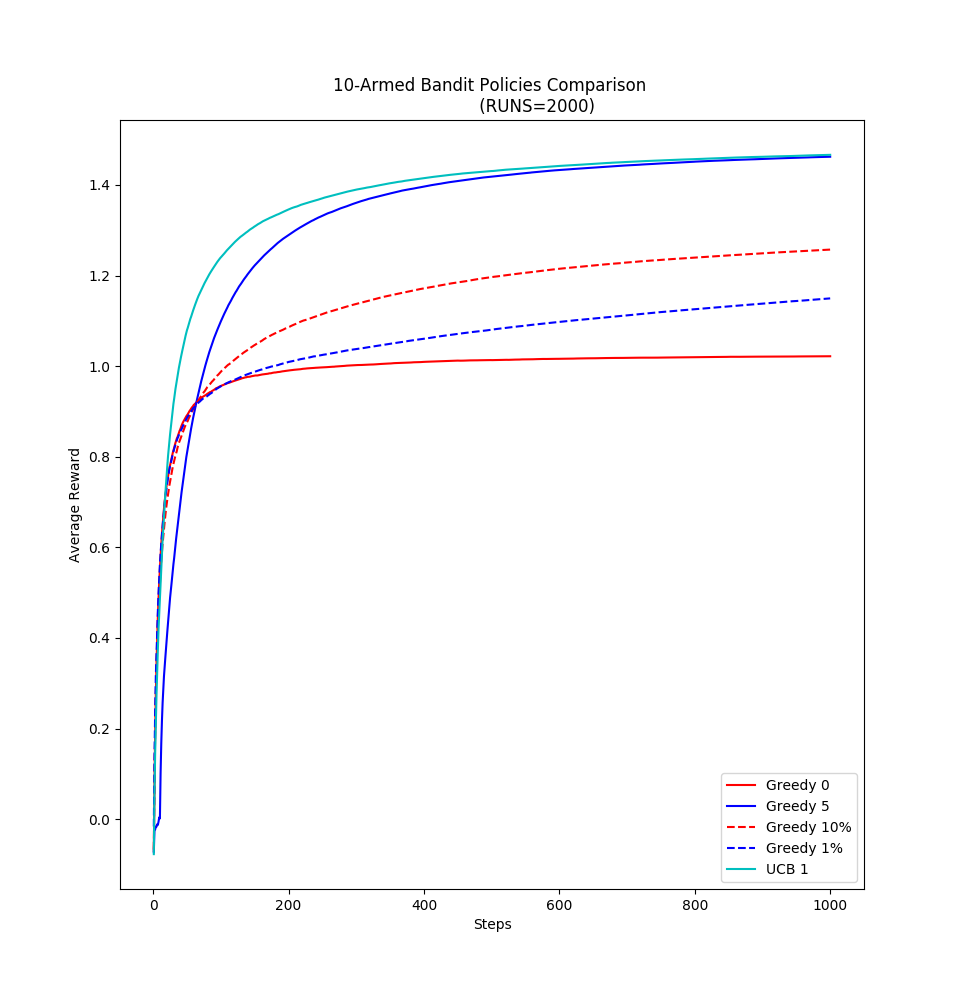 10-Armed Bandit Policies Comparison
(RUNS=2000)
Average Reward
1.4
1.2
1.0
0.8
0.6
0.4
0.2
0.0
0 200 400 600 800 1000
Steps
Greedy 0
Greedy 5
Greedy 10%
Greedy 1%
UCB 1